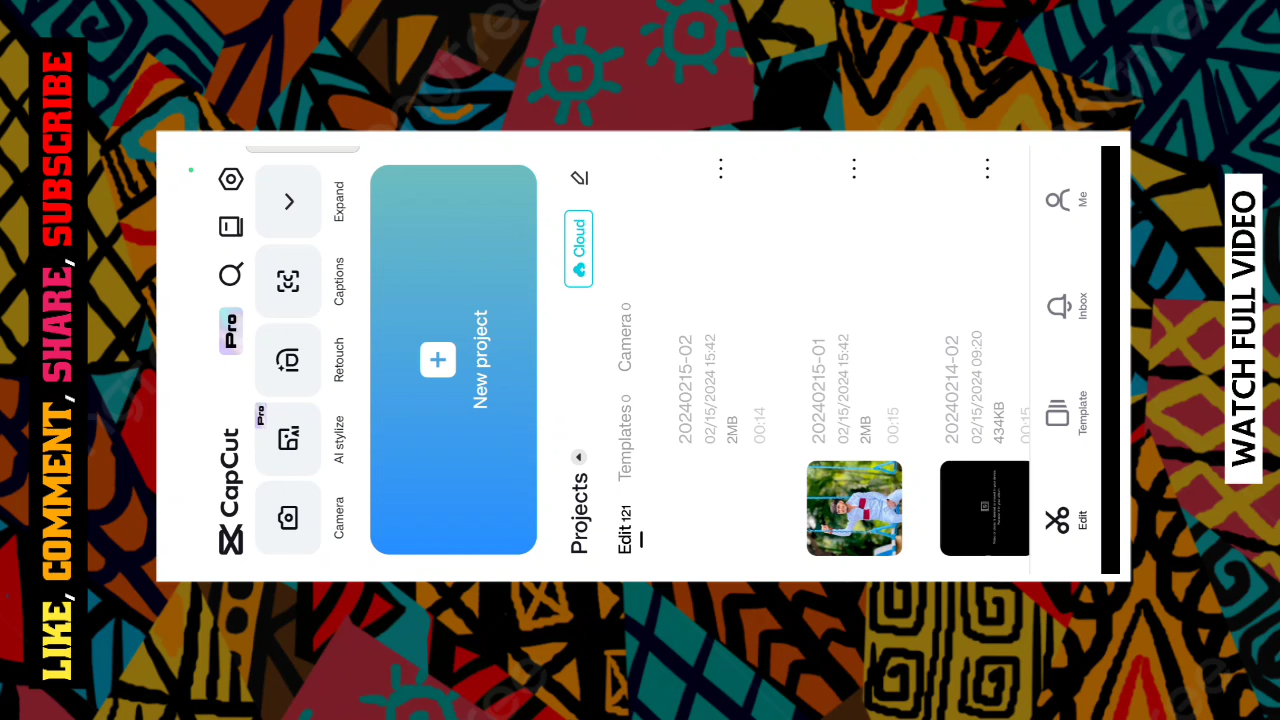 LIKE, COMMENT, SHARE, SUBSCRIBE
CapCut
Pro
Camera
AI stylize
Pro
Retouch
Captions
Expand
New project
Projects
Cloud
Edit 121
Templates 0
Camera 0
20240215-02
02/15/2024 15:42
2MB
00:14
20240215-01
02/15/2024 15:42
2MB
00:15
20240214-02
02/14/2024 09:20
434KB
00:15
Edit
Template
Inbox
Me
WATCH FULL VIDEO